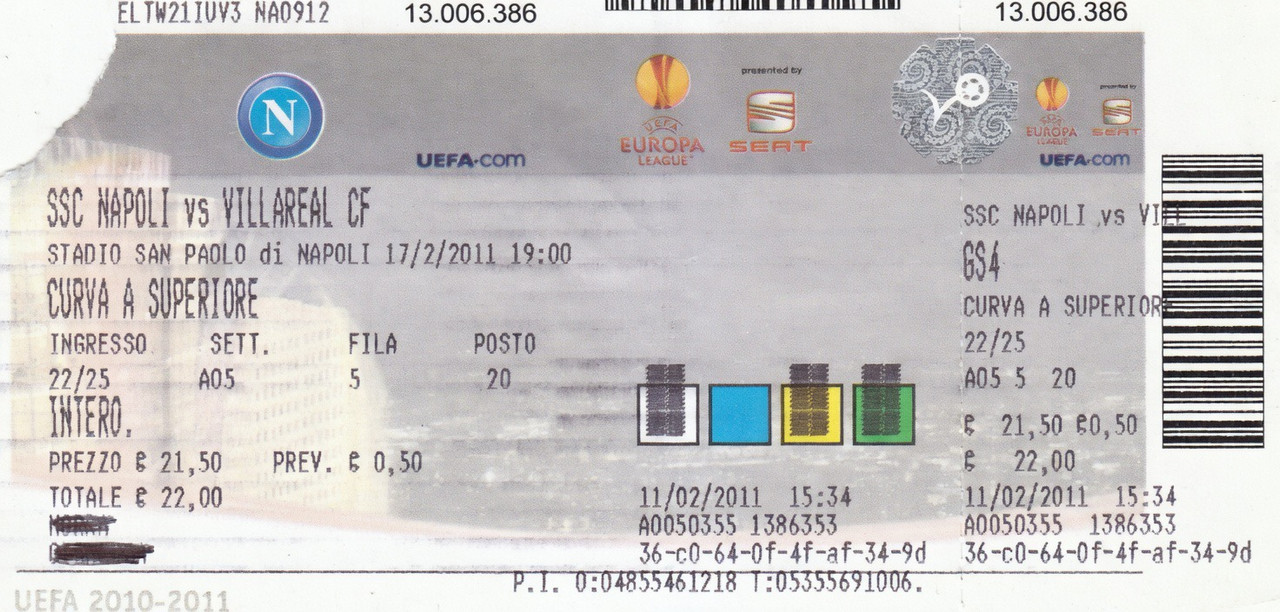 ELTW21IUV3 NA0912 13.006.386 13.006.386
N
presented by
UEFA
EUROPA
LEAGUE™
SEAT
UEFA.com
presented by
EUROPA
LEAGUE
SEAT
UEFA.com
SSC NAPOLI vs VILLAREAL CF
STADIO SAN PAOLO di NAPOLI 17/2/2011 19:00
CURVA A SUPERIORE
INGRESSO SETT. FILA POSTO
22/25 A05 5 20
INTERO.
PREZZO € 21,50 PREV. € 0,50
TOTALE € 22,00
11/02/2011 15:34
A0050355 1386353
36-c0-64-0f-4f-af-34-9d
SSC NAPOLI vs VILL
GS4
CURVA A SUPERIOR
22/25
A05 5 20
€ 21,50 €0,50
€ 22,00
11/02/2011 15:34
A0050355 1386353
36-c0-64-0f-4f-af-34-9d
P.I. O:04855461218 T:05355691006.
UEFA 2010-2011